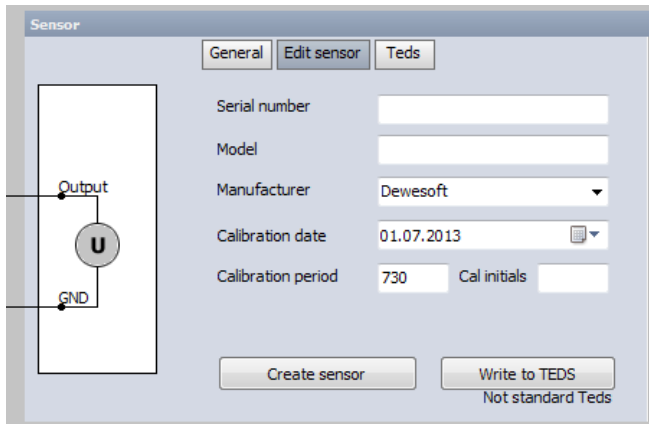 Sensor
General Edit sensor Teds
Serial number
Model
Output
Manufacturer Dewesoft
U
Calibration date 01.07.2013
Calibration period 730 Cal initials
GND
Create sensor Write to TEDS
Not standard Teds